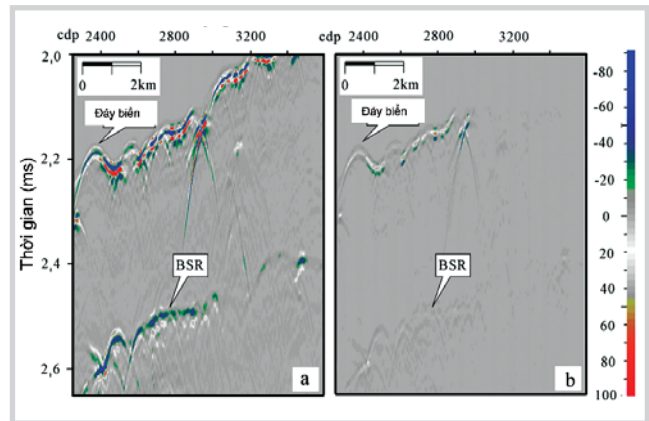 cdp 2400 2800 3200
cdp 2400 2800 3200
2,0
2,2
2,4
2,6
Thời gian (ms)
0 2km
Đáy biển
BSR
a
0 2km
Đáy biển
BSR
b
-80
-60
-40
-20
0
20
40
60
80
100